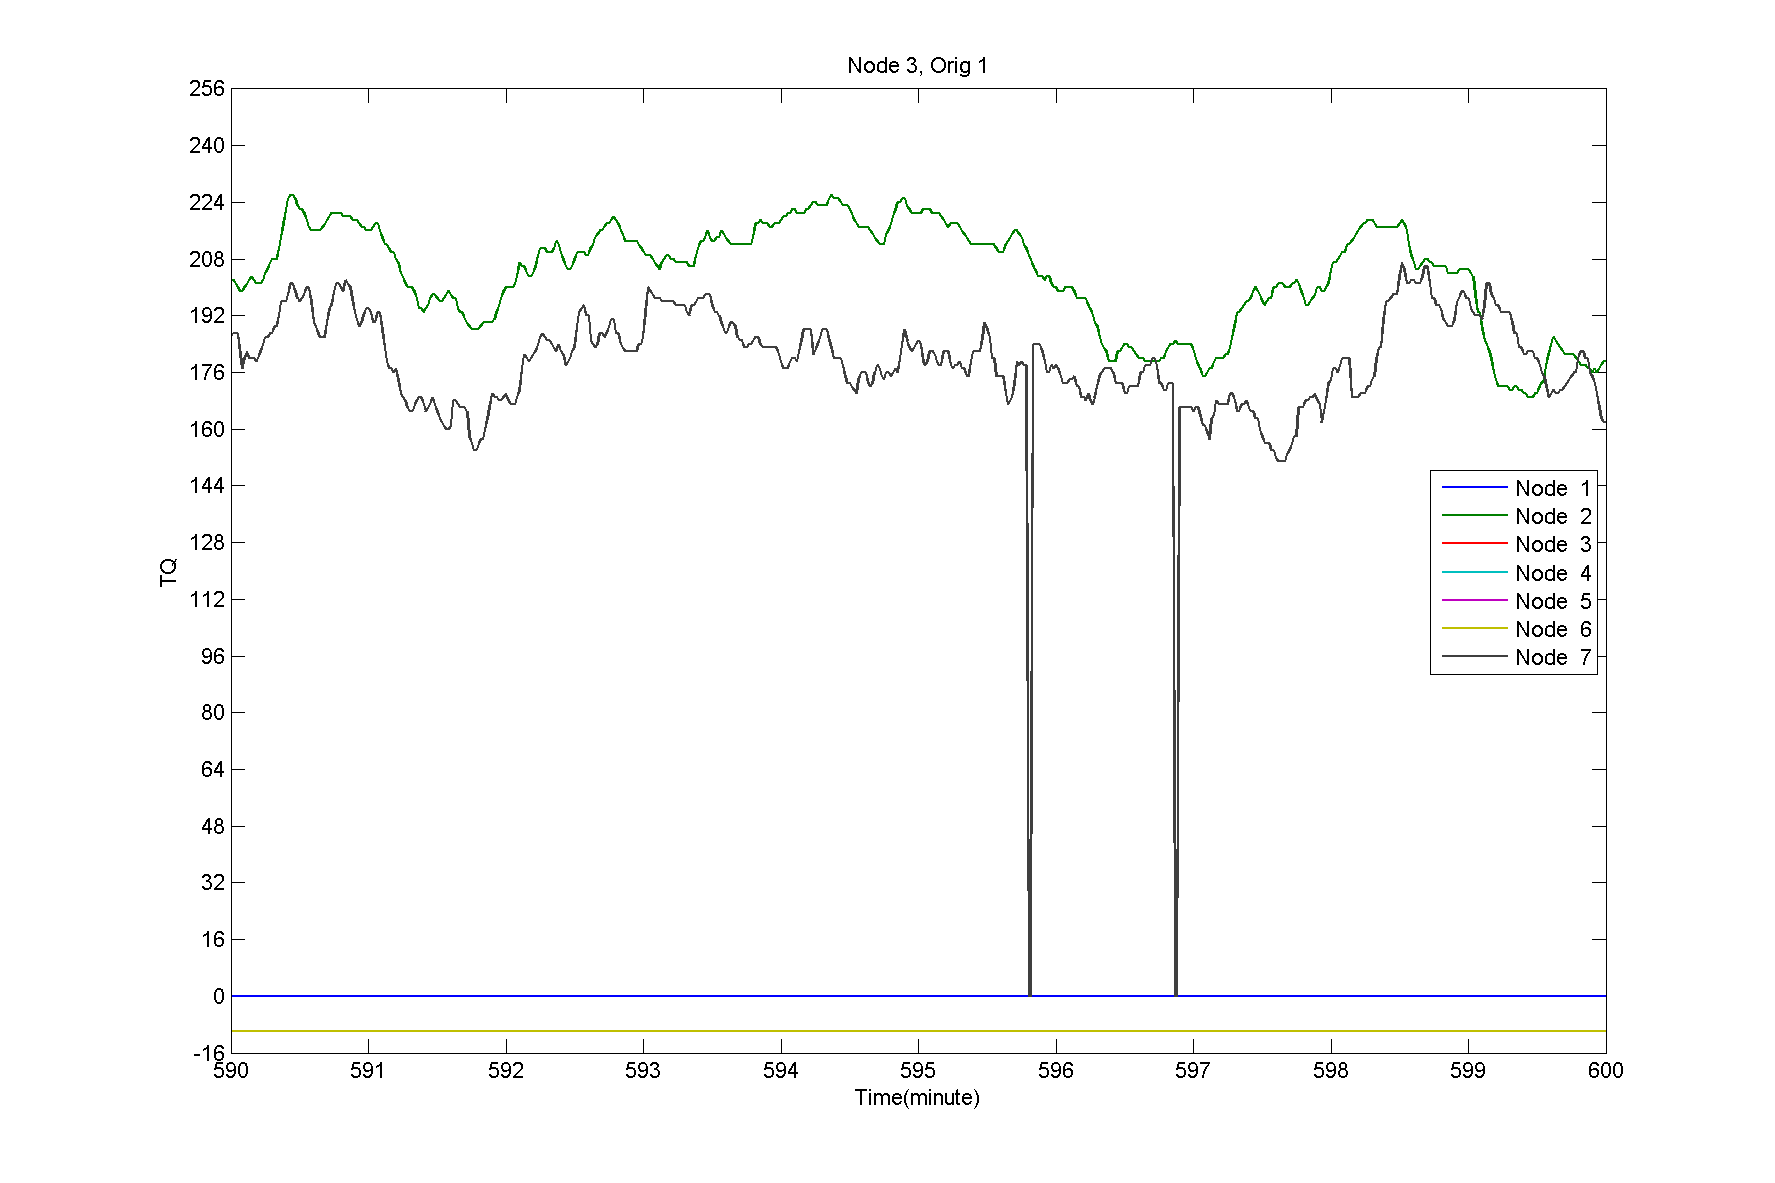 Node 3, Orig 1
256
240
224
208
192
176
160
144
128
112
96
80
64
48
32
16
0
-16
TQ
590 591 592 593 594 595 596 597 598 599 600
Time(minute)
Node 1
Node 2
Node 3
Node 4
Node 5
Node 6
Node 7